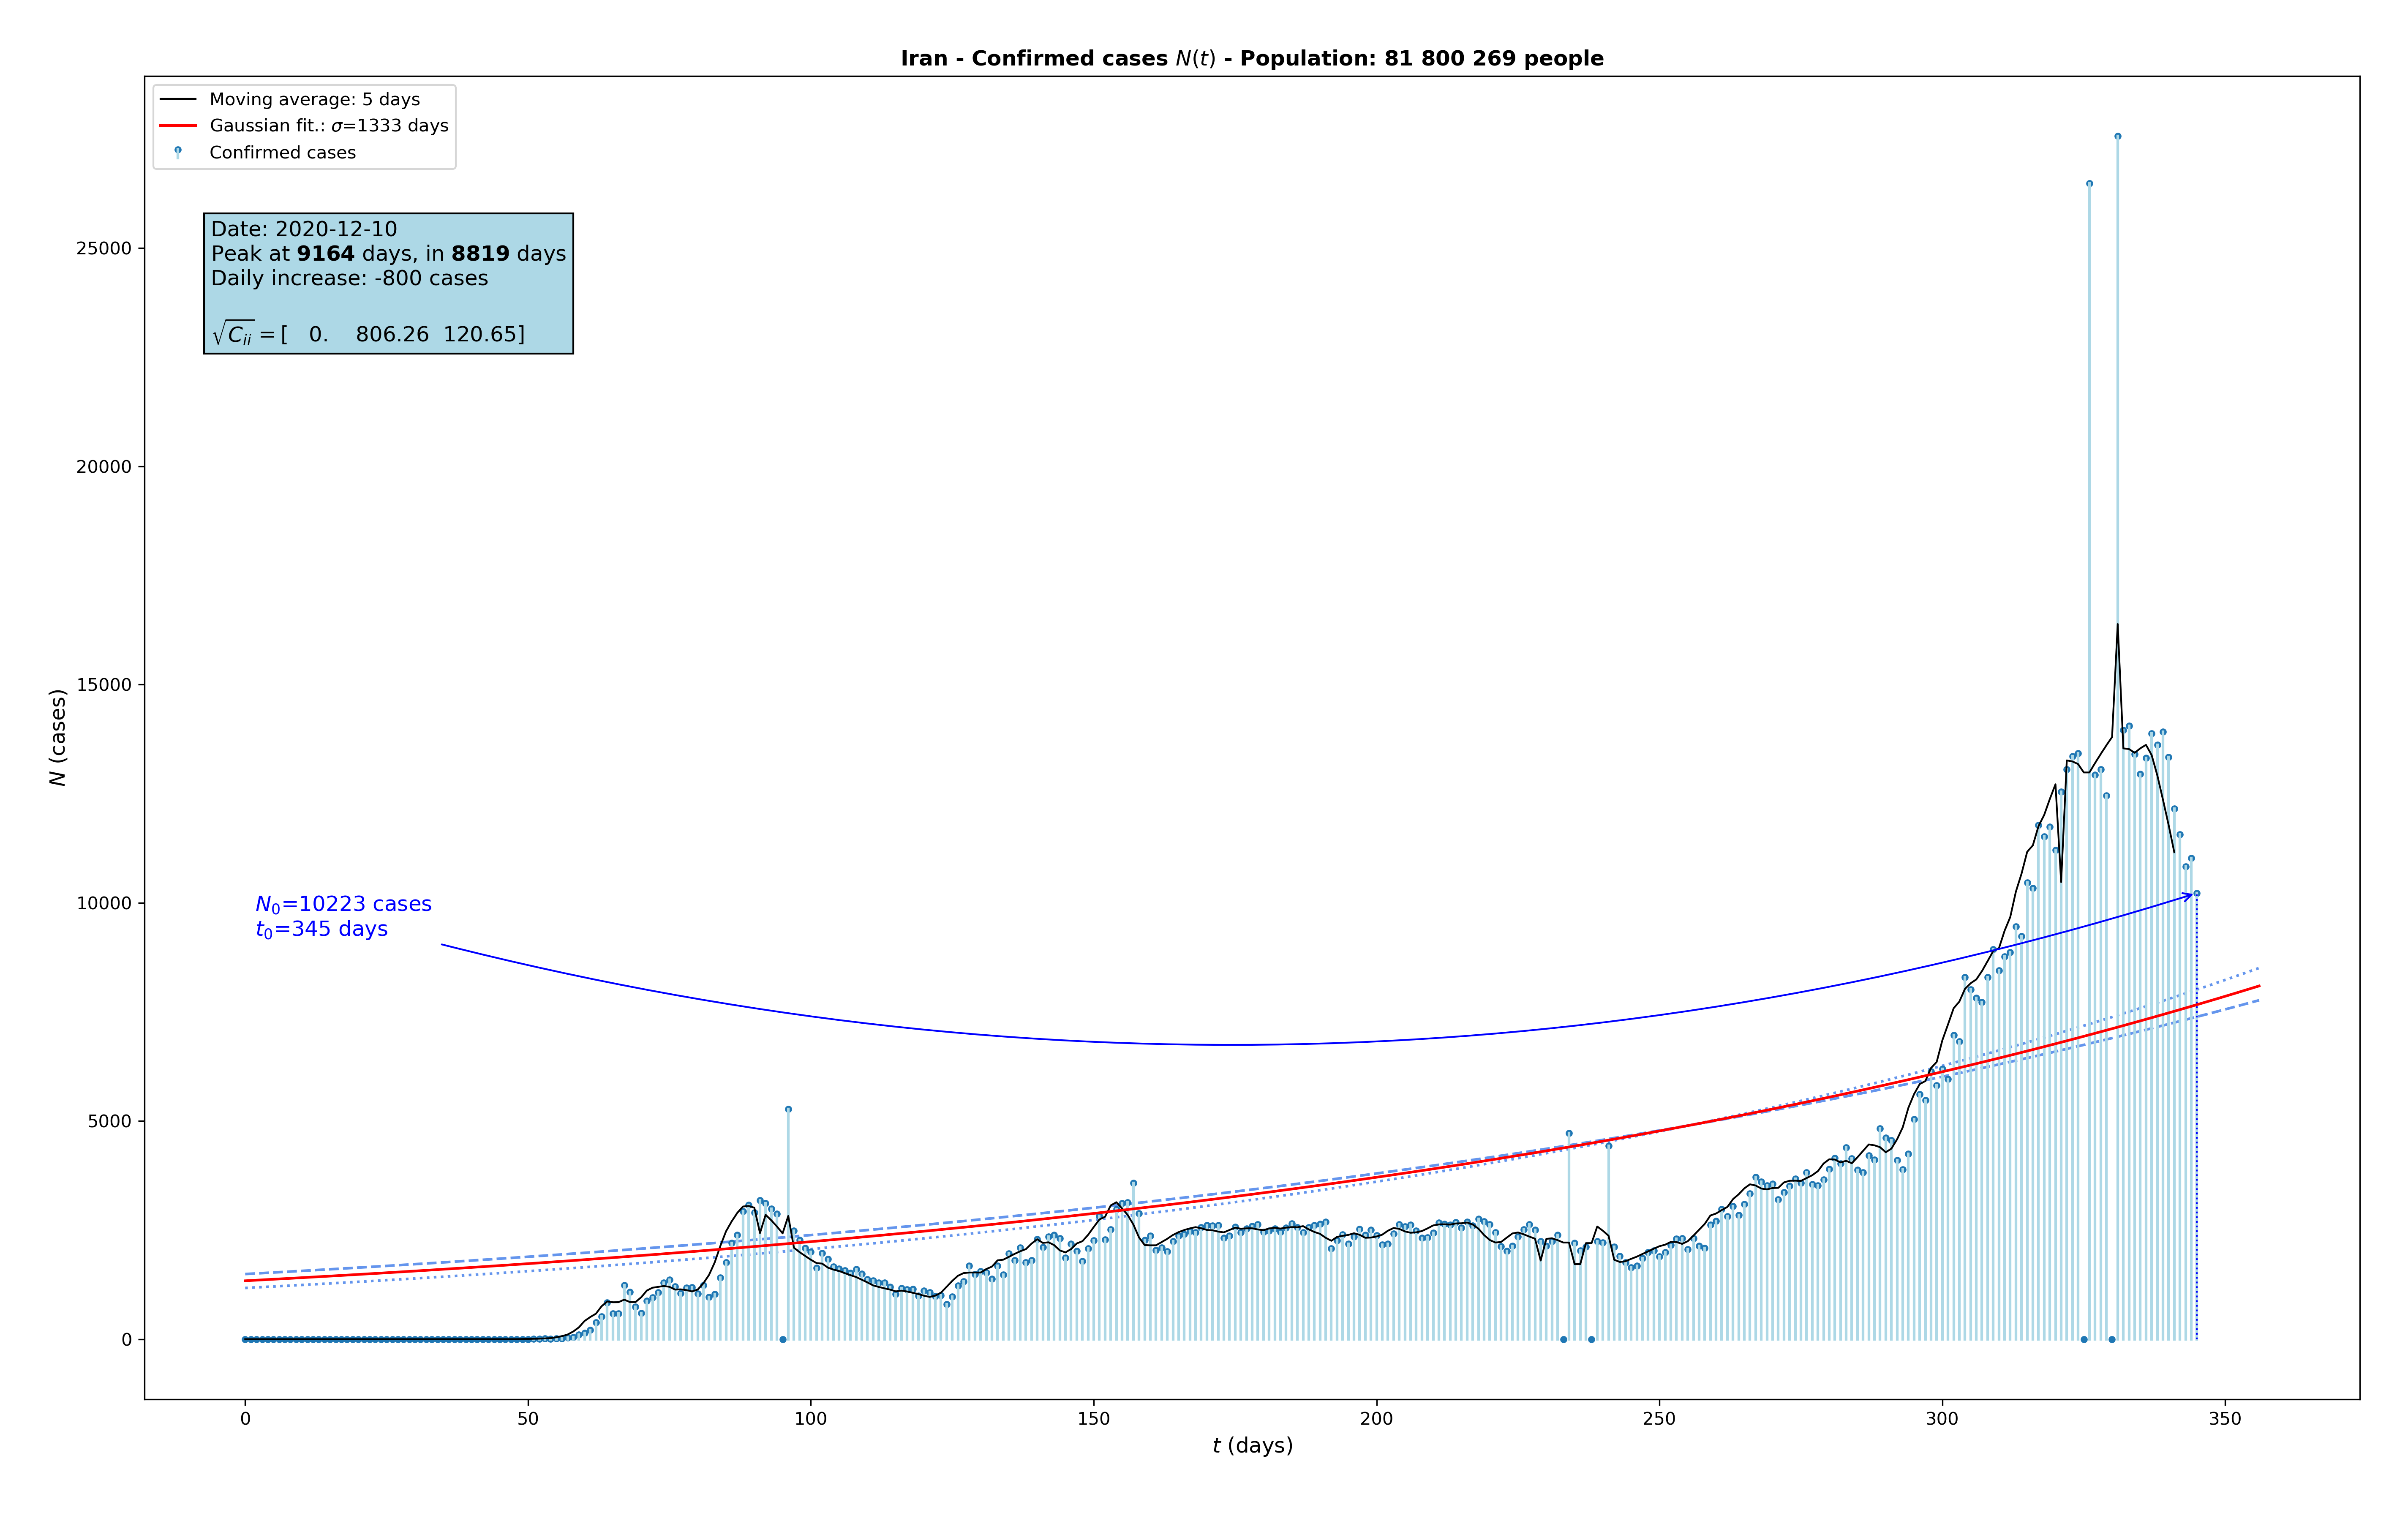 Iran - Confirmed cases N(t) - Population: 81 800 269 people
Moving average: 5 days
Gaussian fit.: σ=1333 days
Confirmed cases
Date: 2020-12-10
Peak at 9164 days, in 8819 days
Daily increase: -800 cases
√C_ii = [ 0. 806.26 120.65]
N₀=10223 cases
t₀=345 days
N (cases)
25000
20000
15000
10000
5000
0
0 50 100 150 200 250 300 350
t (days)